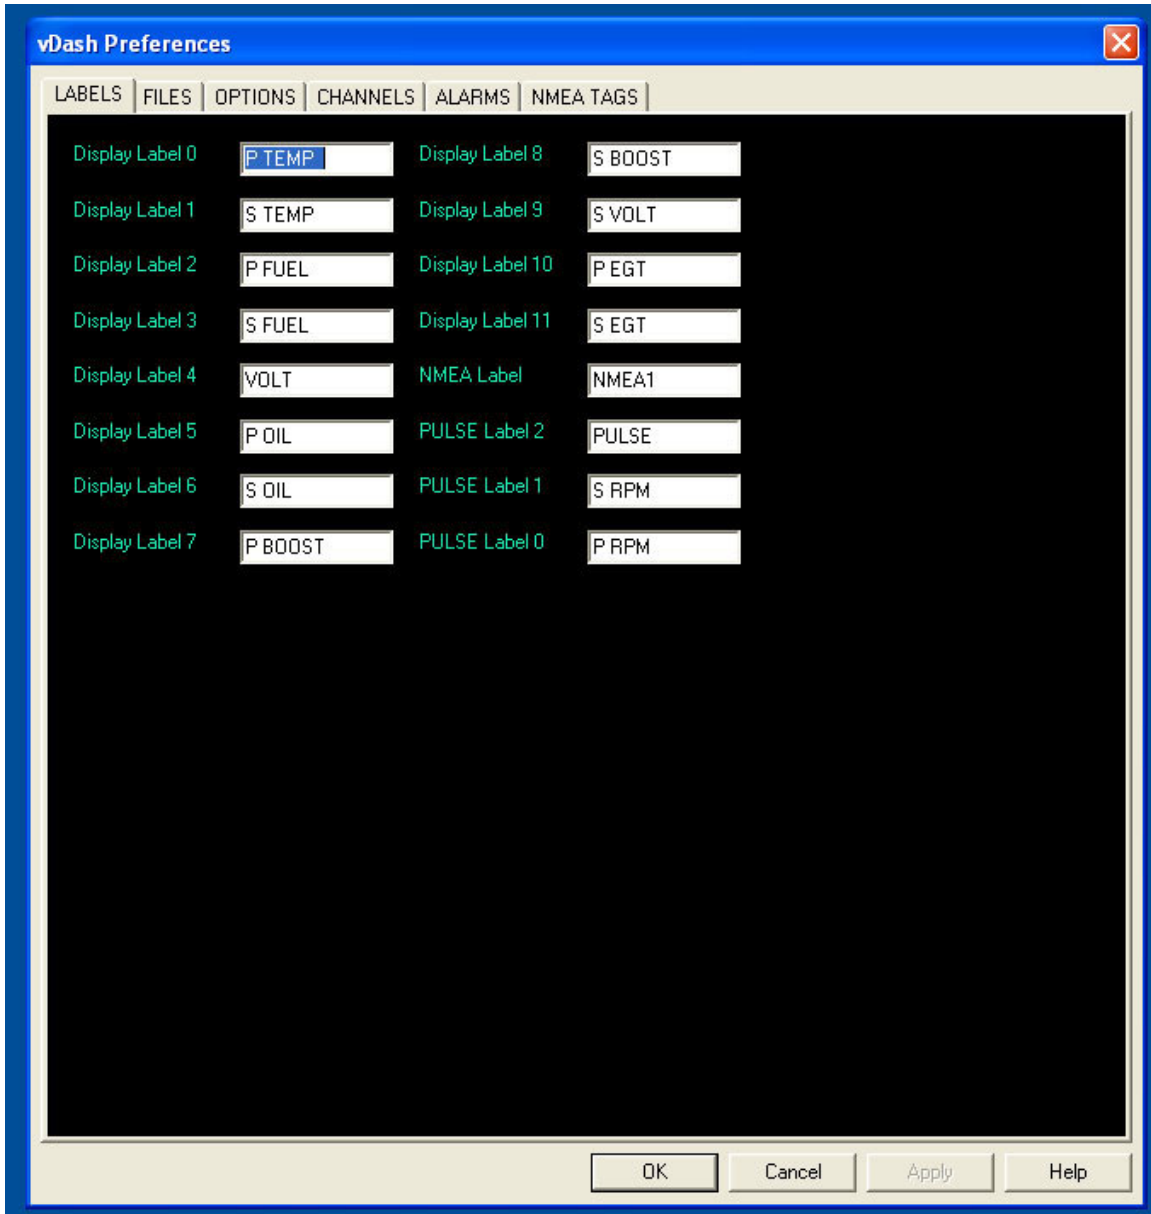 vDash Preferences
LABELS FILES OPTIONS CHANNELS ALARMS NMEA TAGS
Display Label 0 P TEMP Display Label 8 S BOOST
Display Label 1 S TEMP Display Label 9 S VOLT
Display Label 2 P FUEL Display Label 10 P EGT
Display Label 3 S FUEL Display Label 11 S EGT
Display Label 4 VOLT NMEA Label NMEA1
Display Label 5 P OIL PULSE Label 2 PULSE
Display Label 6 S OIL PULSE Label 1 S RPM
Display Label 7 P BOOST PULSE Label 0 P RPM
OK Cancel Apply Help